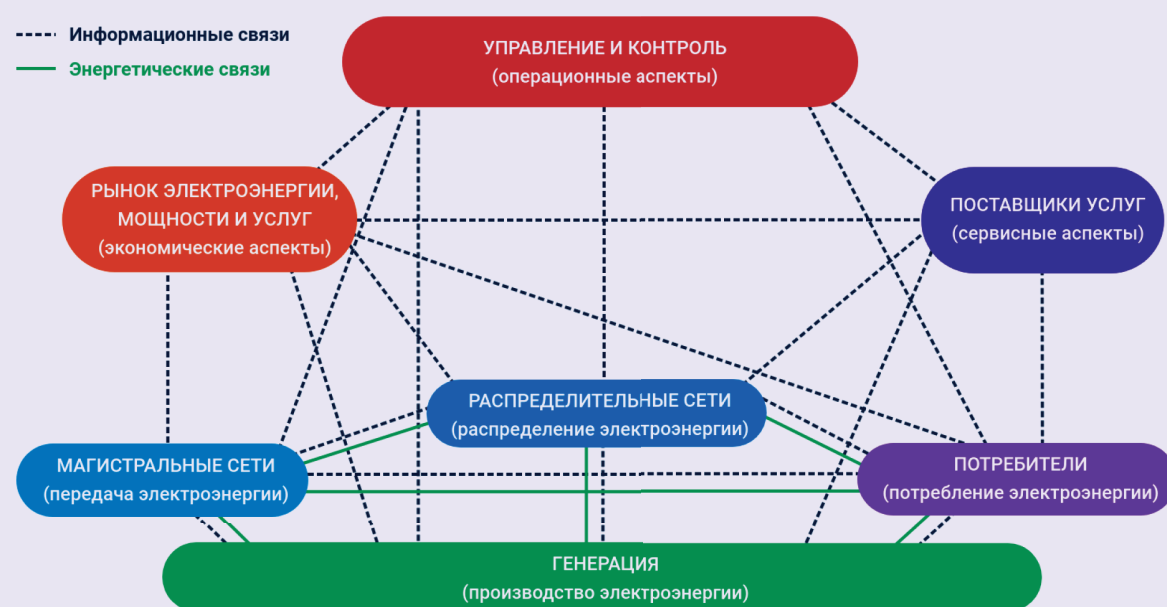 Информационные связи
Энергетические связи
УПРАВЛЕНИЕ И КОНТРОЛЬ
(операционные аспекты)
РЫНОК ЭЛЕКТРОЭНЕРГИИ,
МОЩНОСТИ И УСЛУГ
(экономические аспекты)
ПОСТАВЩИКИ УСЛУГ
(сервисные аспекты)
РАСПРЕДЕЛИТЕЛЬНЫЕ СЕТИ
(распределение электроэнергии)
МАГИСТРАЛЬНЫЕ СЕТИ
(передача электроэнергии)
ПОТРЕБИТЕЛИ
(потребление электроэнергии)
ГЕНЕРАЦИЯ
(производство электроэнергии)